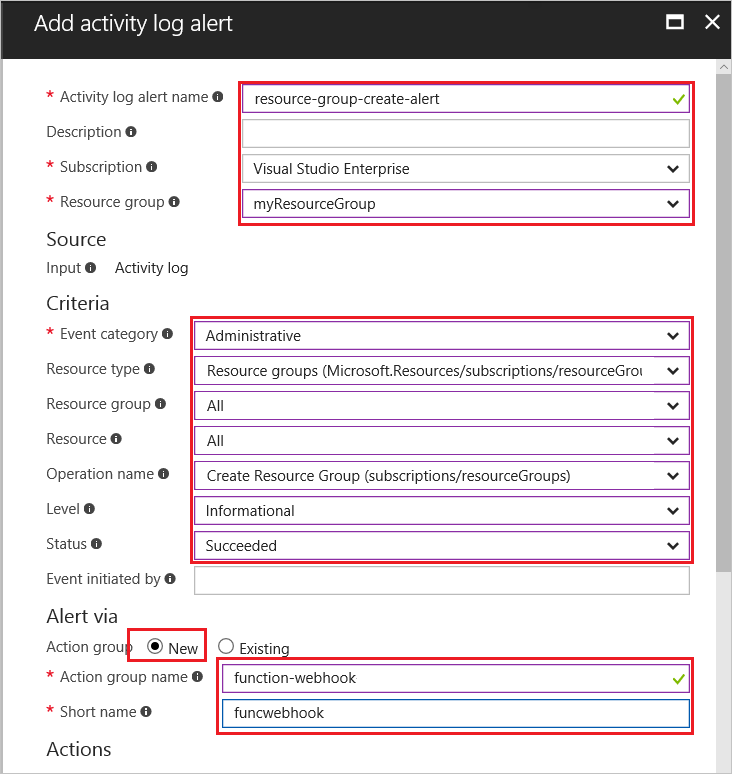 Add activity log alert
* Activity log alert name resource-group-create-alert
Description
* Subscription Visual Studio Enterprise
* Resource group myResourceGroup
Source
Input Activity log
Criteria
* Event category Administrative
Resource type Resource groups (Microsoft.Resources/subscriptions/resourceGrou
Resource group All
Resource All
Operation name Create Resource Group (subscriptions/resourceGroups)
Level Informational
Status Succeeded
Event initiated by
Alert via
Action group New Existing
* Action group name function-webhook
* Short name funcwebhook
Actions